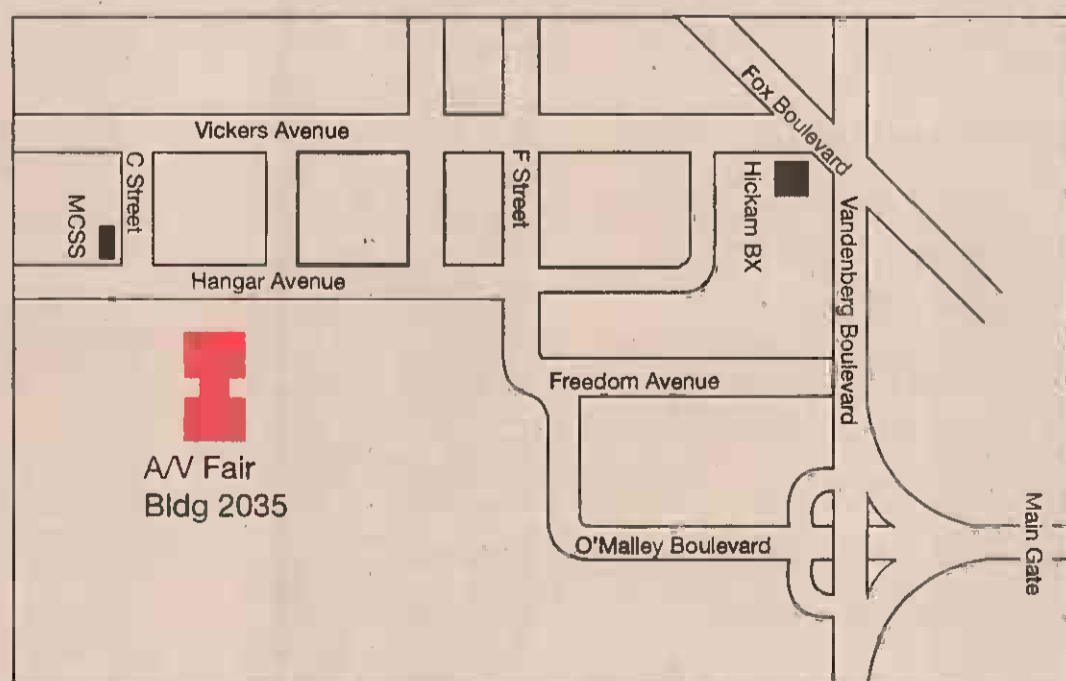 Fox Boulevard
Vickers Avenue
C Street
F Street
MCSS
Hickam BX
Vandenberg Boulevard
Hangar Avenue
Freedom Avenue
A/V Fair
Bldg 2035
O'Malley Boulevard
Main Gate